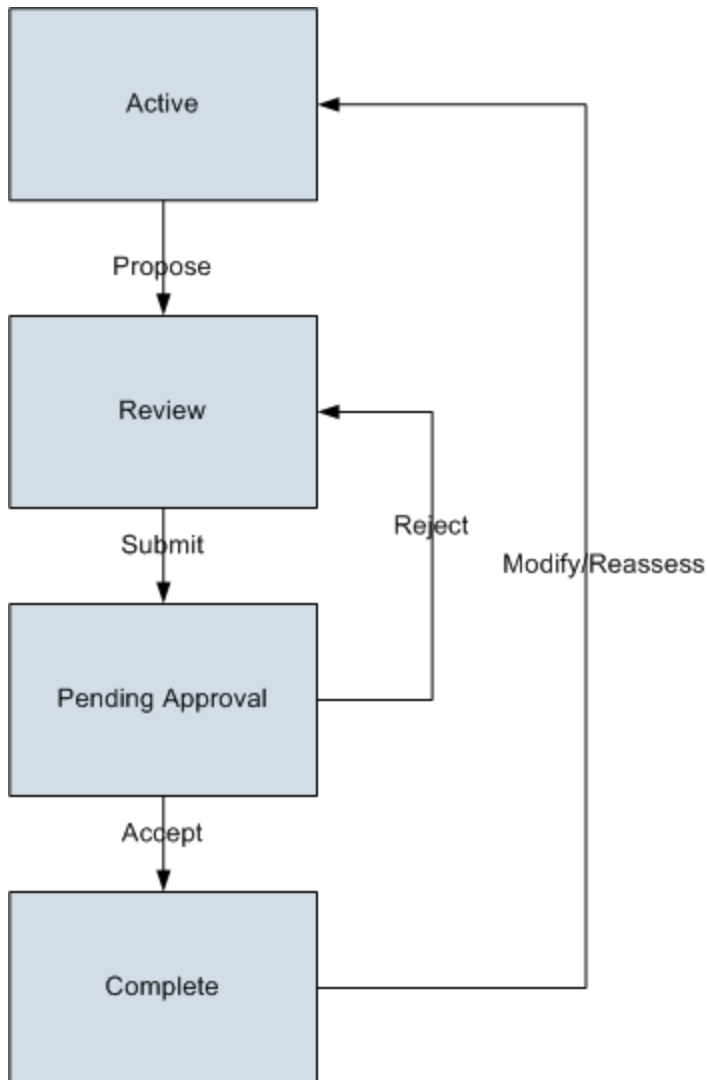 Active
Propose
Review
Submit
Reject
Modify/Reassess
Pending Approval
Accept
Complete